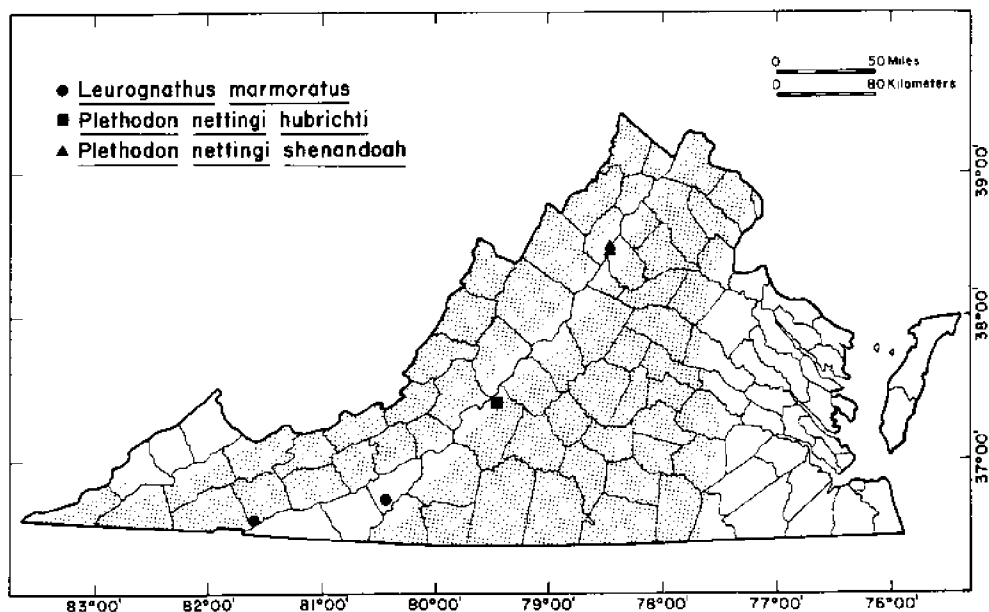 0 50 Miles
0 80 Kilometers
● Leurognathus marmoratus
■ Plethodon nettingi hubrichti
▲ Plethodon nettingi shenandoah
39°00'
38°00'
37°00'
83°00' 82°00' 81°00' 80°00' 79°00' 78°00' 77°00' 76°00'